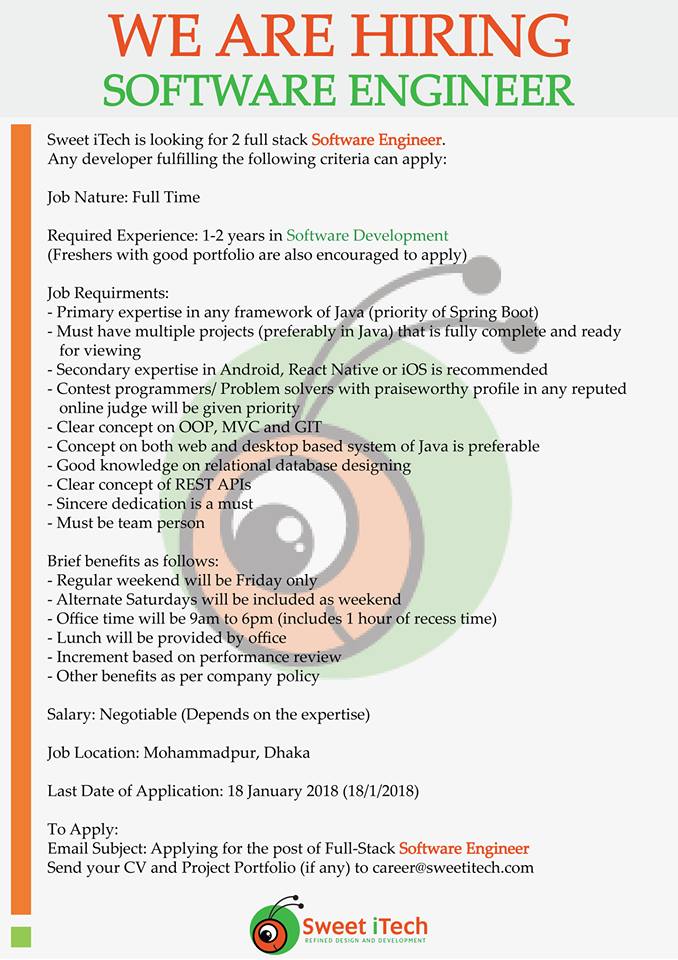 WE ARE HIRING
SOFTWARE ENGINEER
Sweet iTech is looking for 2 full stack Software Engineer.
Any developer fulfilling the following criteria can apply:
Job Nature: Full Time
Required Experience: 1-2 years in Software Development
(Freshers with good portfolio are also encouraged to apply)
Job Requirments:
- Primary expertise in any framework of Java (priority of Spring Boot)
- Must have multiple projects (preferably in Java) that is fully complete and ready
for viewing
- Secondary expertise in Android, React Native or iOS is recommended
- Contest programmers/ Problem solvers with praiseworthy profile in any reputed
online judge will be given priority
- Clear concept on OOP, MVC and GIT
- Concept on both web and desktop based system of Java is preferable
- Good knowledge on relational database designing
- Clear concept of REST APIs
- Sincere dedication is a must
- Must be team person
Brief benefits as follows:
- Regular weekend will be Friday only
- Alternate Saturdays will be included as weekend
- Office time will be 9am to 6pm (includes 1 hour of recess time)
- Lunch will be provided by office
- Increment based on performance review
- Other benefits as per company policy
Salary: Negotiable (Depends on the expertise)
Job Location: Mohammadpur, Dhaka
Last Date of Application: 18 January 2018 (18/1/2018)
To Apply:
Email Subject: Applying for the post of Full-Stack Software Engineer
Send your CV and Project Portfolio (if any) to career@sweetitech.com
Sweet iTech
REFINED DESIGN AND DEVELOPMENT